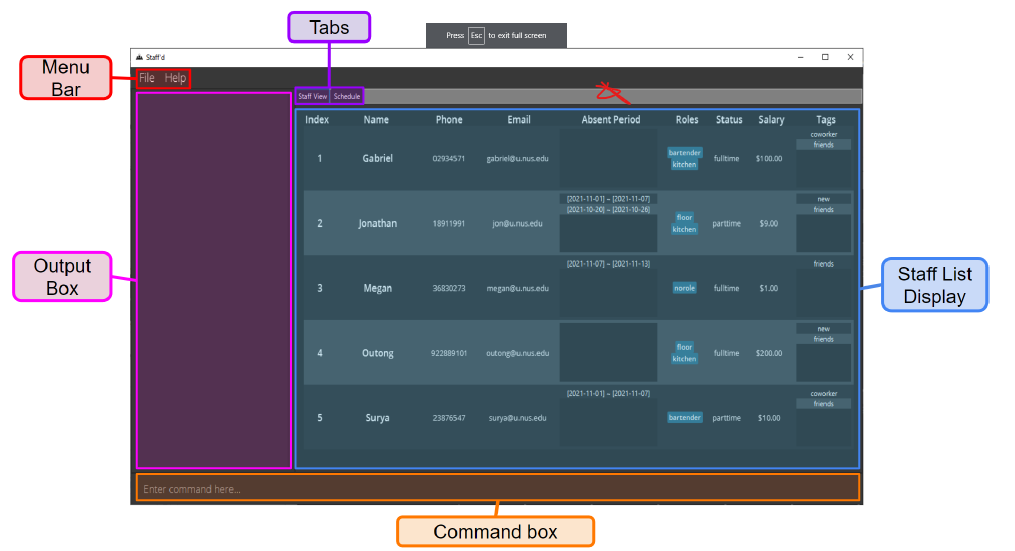 Tabs
Press Esc to exit full screen
Staff'd
Menu
Bar
File Help
Staff View Schedule
Index Name Phone Email Absent Period Roles Status Salary Tags
1 Gabriel 02934571 gabriel@u.nus.edu bartender kitchen fulltime $100.00 coworker friends
2 Jonathan 18911991 jon@u.nus.edu [2021-11-01] ~ [2021-11-07] [2021-10-20] ~ [2021-10-26] floor kitchen parttime $9.00 new friends
3 Megan 36830273 megan@u.nus.edu [2021-11-07] ~ [2021-11-13] norole fulltime $1.00 friends
4 Outong 922889101 outong@u.nus.edu floor kitchen fulltime $200.00 new friends
5 Surya 23876547 surya@u.nus.edu [2021-11-01] ~ [2021-11-07] bartender parttime $10.00 coworker friends
Output
Box
Staff List
Display
Enter command here...
Command box